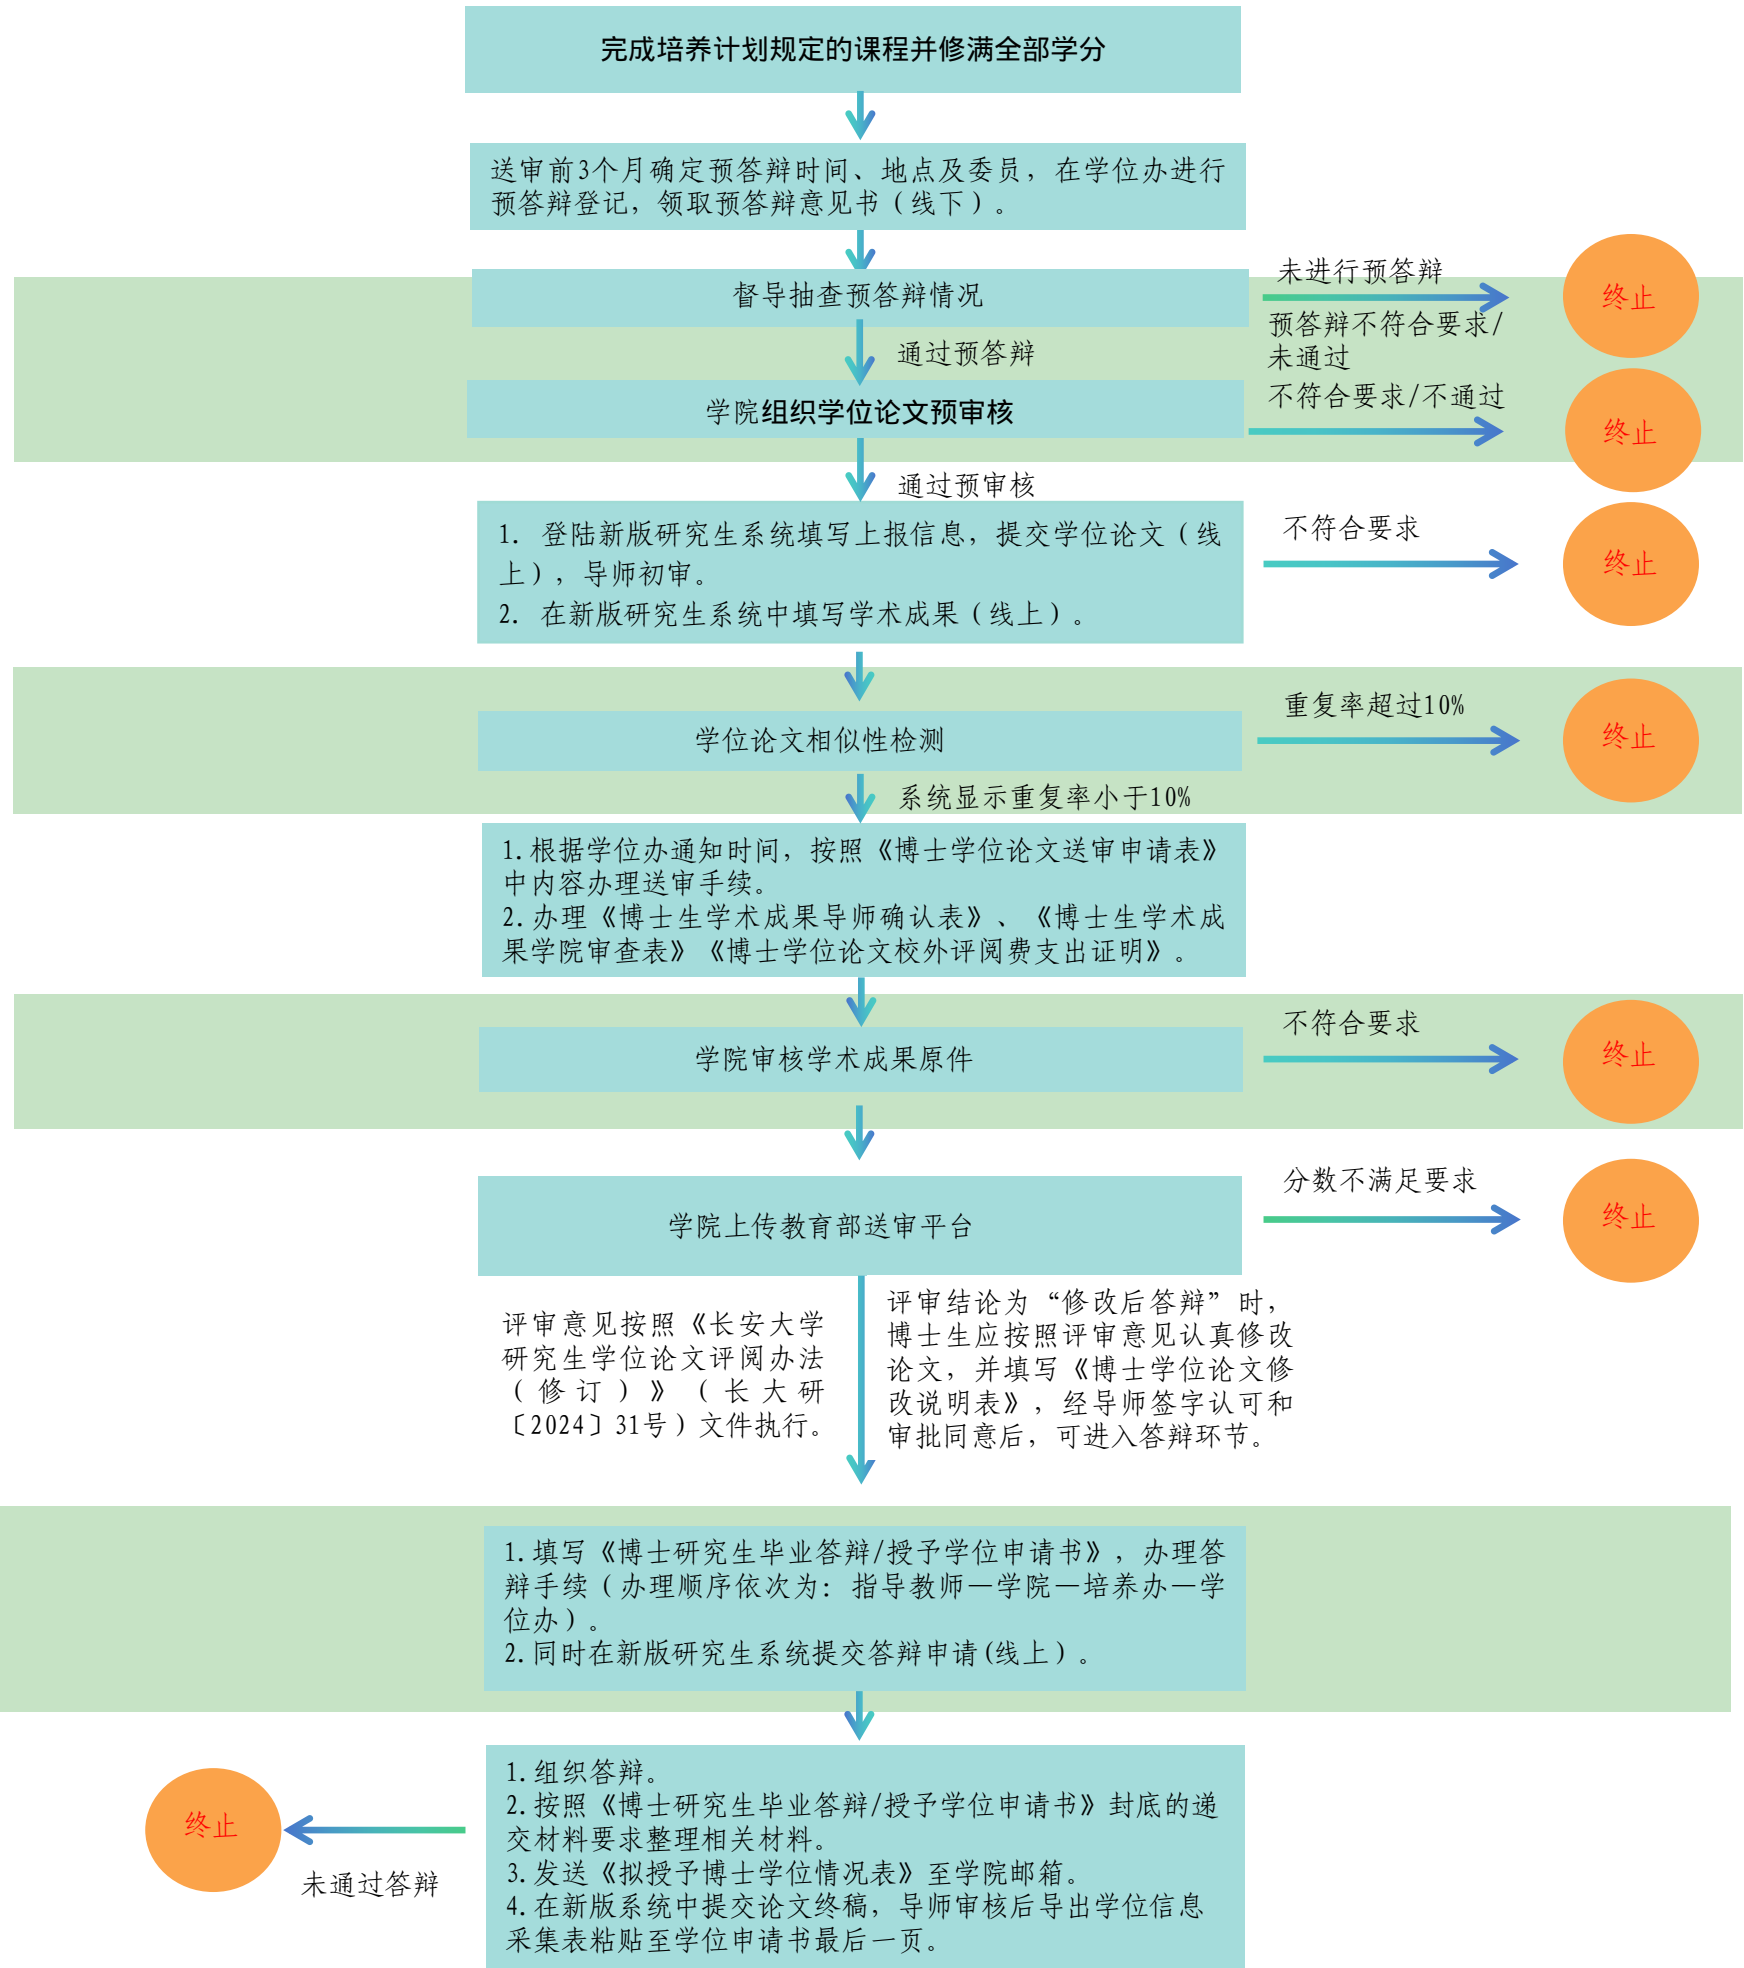 完成培养计划规定的课程并修满全部学分
送审前3个月确定预答辩时间、地点及委员，在学位办进行
预答辩登记，领取预答辩意见书（线下）。
督导抽查预答辩情况
未进行预答辩
预答辩不符合要求/
未通过
终止
通过预答辩
学院组织学位论文预审核
不符合要求/不通过
终止
通过预审核
1. 登陆新版研究生系统填写上报信息，提交学位论文（线
上），导师初审。
2. 在新版研究生系统中填写学术成果（线上）。
不符合要求
终止
学位论文相似性检测
重复率超过10%
终止
系统显示重复率小于10%
1.根据学位办通知时间，按照《博士学位论文送审申请表》
中内容办理送审手续。
2.办理《博士生学术成果导师确认表》、《博士生学术成
果学院审查表》《博士学位论文校外评阅费支出证明》。
学院审核学术成果原件
不符合要求
终止
学院上传教育部送审平台
分数不满足要求
终止
评审意见按照《长安大学
研究生学位论文评阅办法
（修订）》（长大研
〔2024〕31号）文件执行。
评审结论为“修改后答辩”时，
博士生应按照评审意见认真修改
论文，并填写《博士学位论文修
改说明表》，经导师签字认可和
审批同意后，可进入答辩环节。
1.填写《博士研究生毕业答辩/授予学位申请书》，办理答
辩手续（办理顺序依次为：指导教师—学院—培养办—学
位办）。
2.同时在新版研究生系统提交答辩申请(线上）。
1.组织答辩。
2.按照《博士研究生毕业答辩/授予学位申请书》封底的递
交材料要求整理相关材料。
3.发送《拟授予博士学位情况表》至学院邮箱。
4.在新版系统中提交论文终稿，导师审核后导出学位信息
采集表粘贴至学位申请书最后一页。
终止
未通过答辩